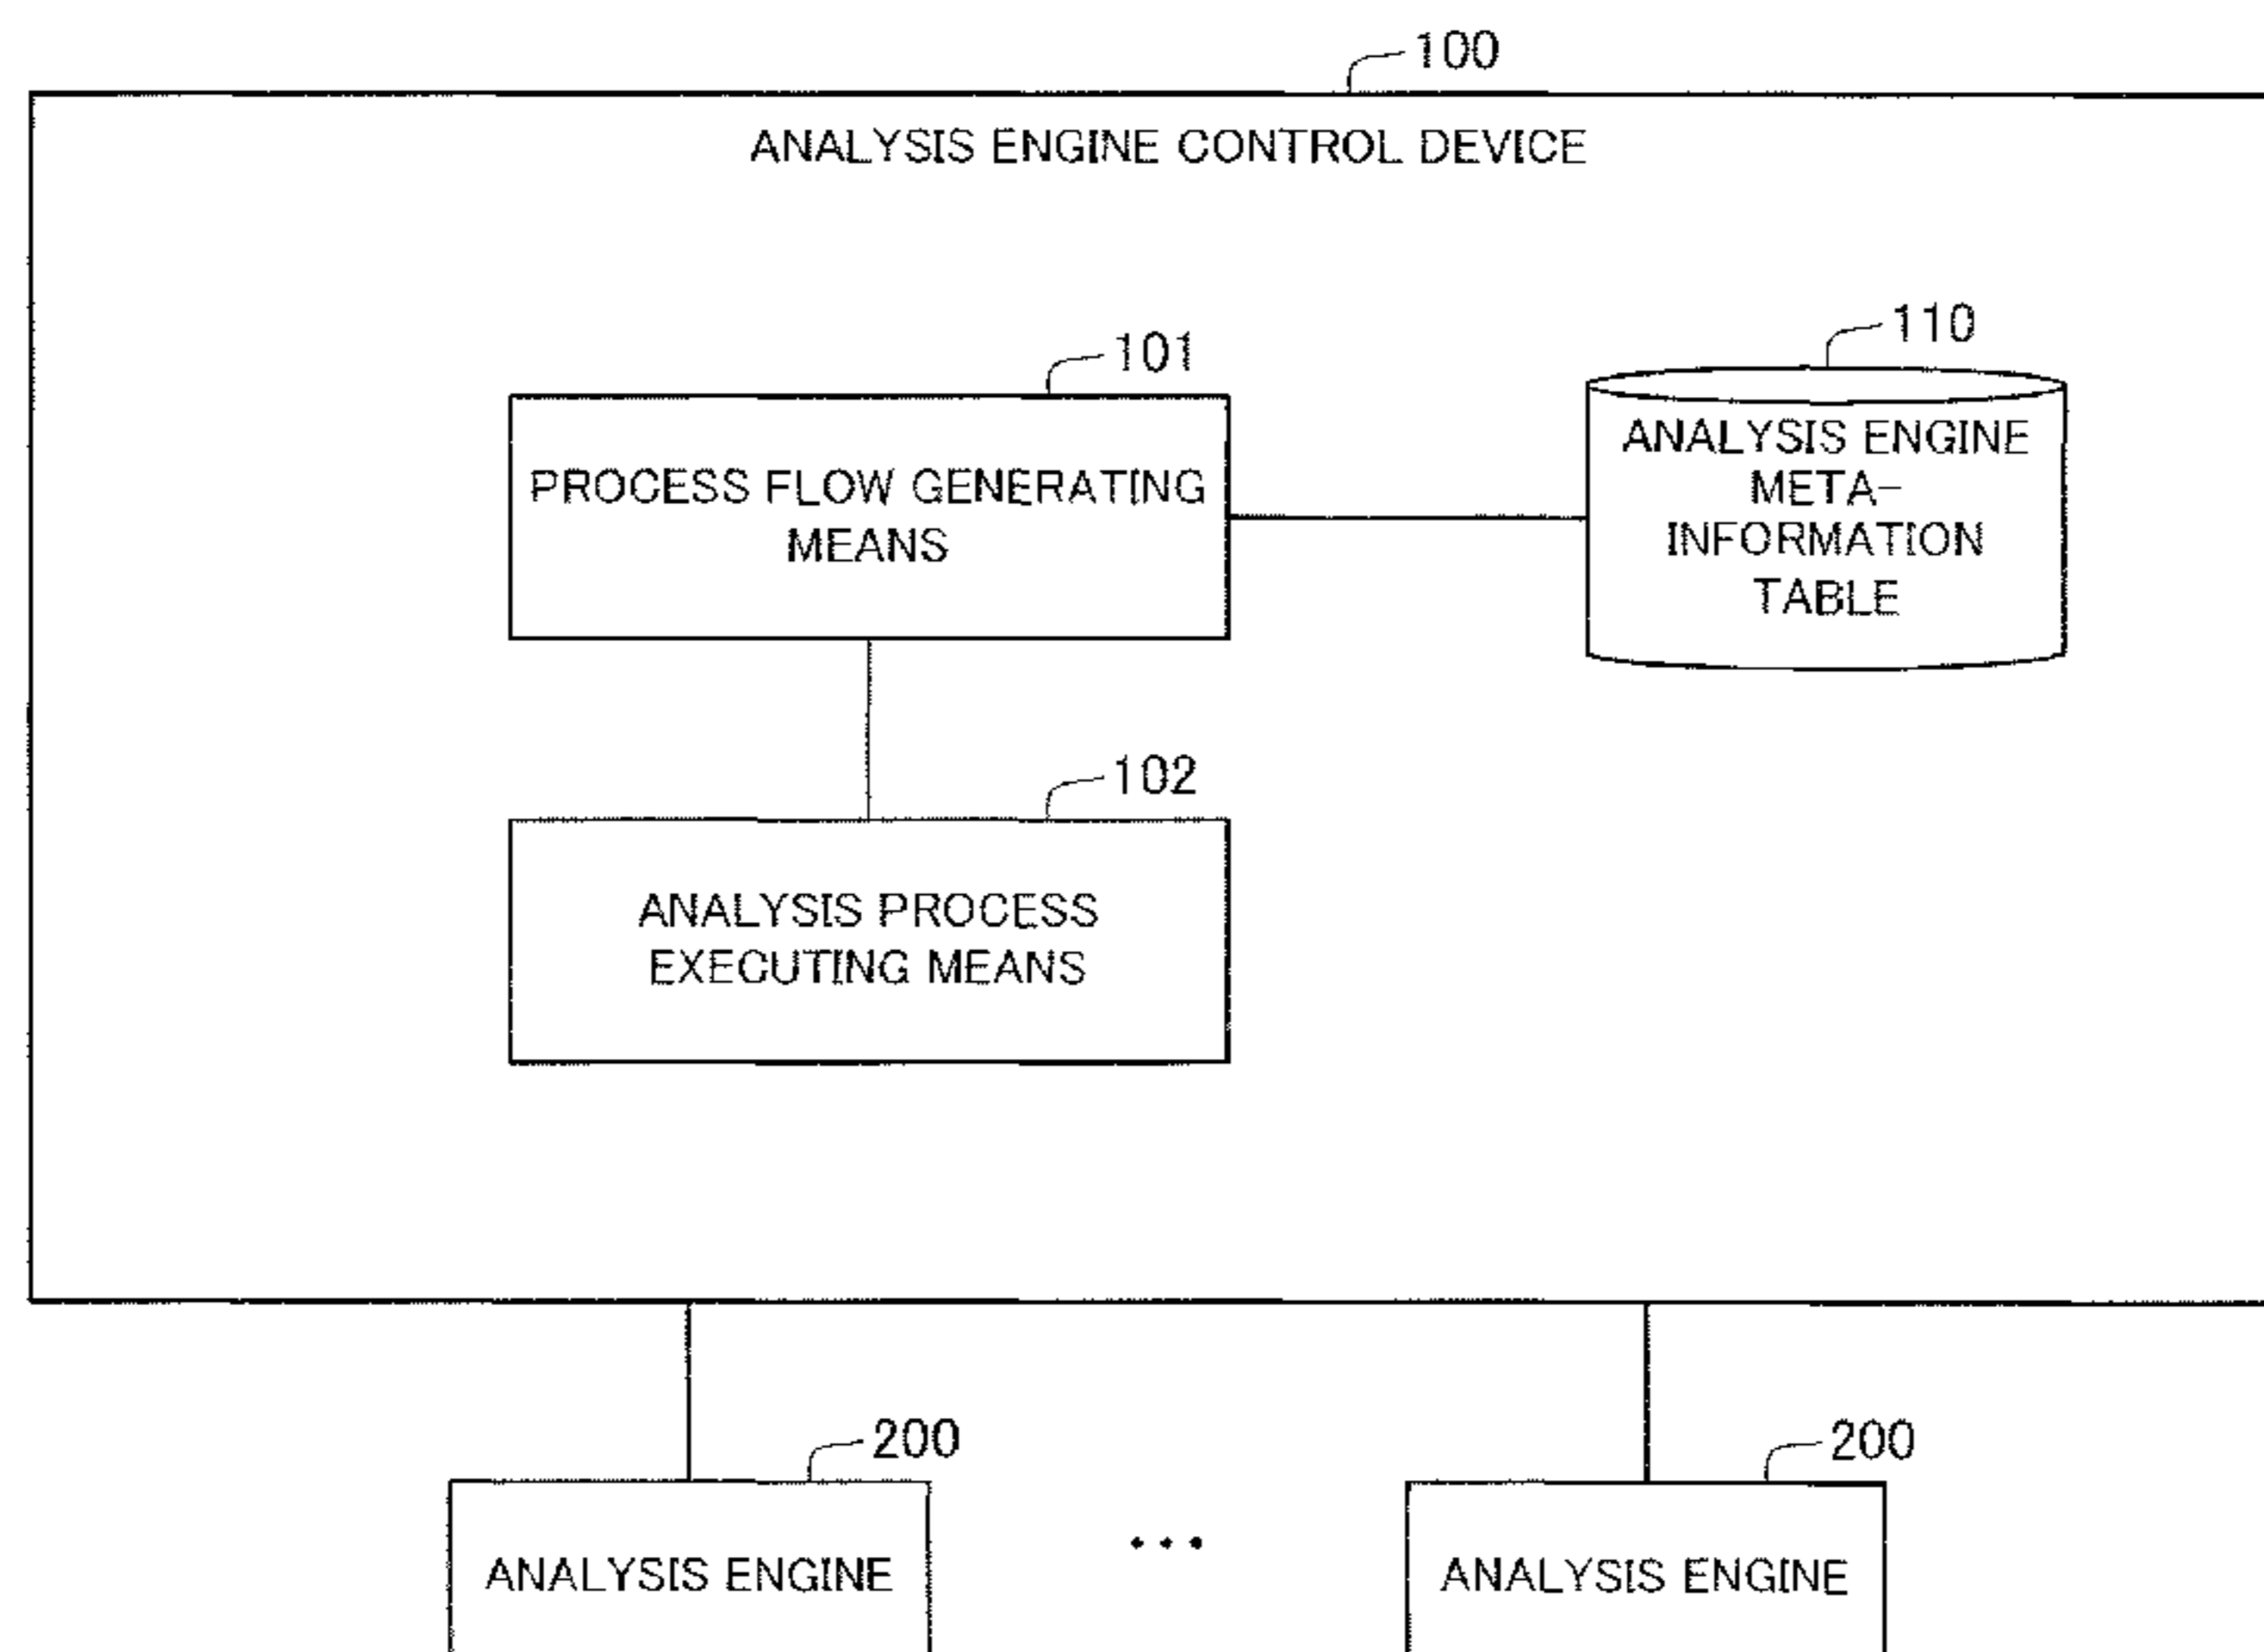 100
ANALYSIS ENGINE CONTROL DEVICE
101
110
PROCESS FLOW GENERATING
MEANS
ANALYSIS ENGINE
META-
INFORMATION
TABLE
102
ANALYSIS PROCESS
EXECUTING MEANS
200
200
ANALYSIS ENGINE
...
ANALYSIS ENGINE